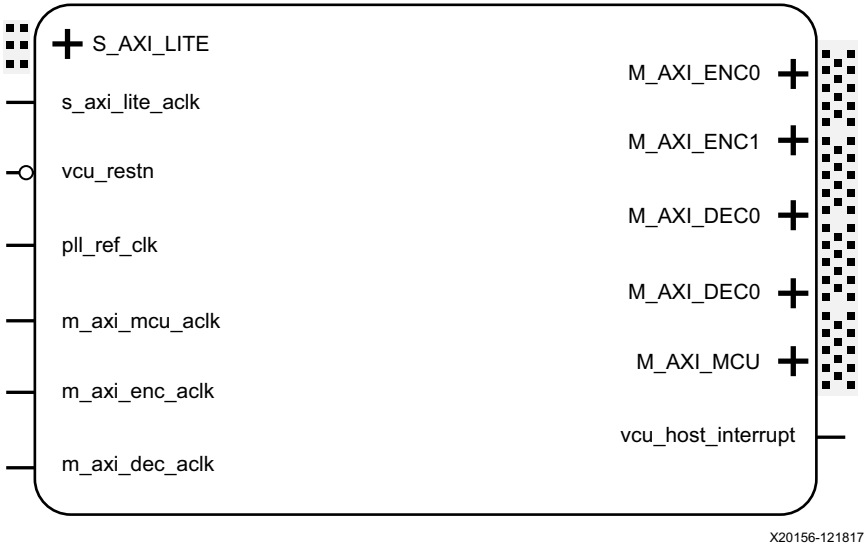 S_AXI_LITE
s_axi_lite_aclk
vcu_restn
pll_ref_clk
m_axi_mcu_aclk
m_axi_enc_aclk
m_axi_dec_aclk
M_AXI_ENC0
M_AXI_ENC1
M_AXI_DEC0
M_AXI_DEC0
M_AXI_MCU
vcu_host_interrupt
X20156-121817